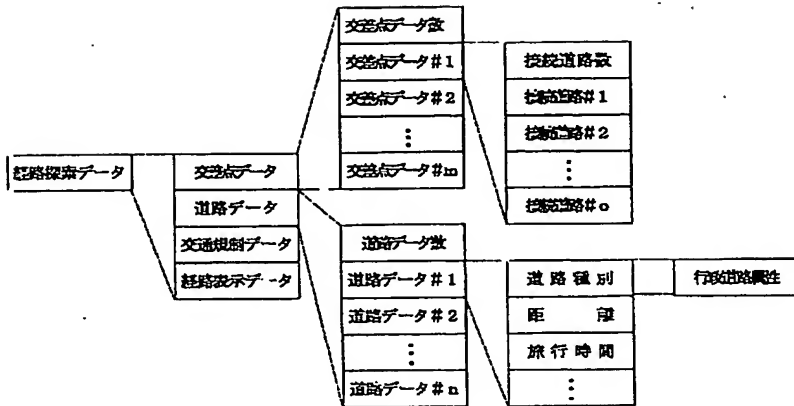 経路探索データ
交差点データ
道路データ
交通規制データ
経路表示データ
交差点データ数
交差点データ#1
交差点データ#2
⋮
交差点データ#m
接続道路数
接続道路#1
接続道路#2
⋮
接続道路#o
道路データ数
道路データ#1
道路データ#2
⋮
道路データ#n
道路種別
距離
旅行時間
⋮
行政道路属性